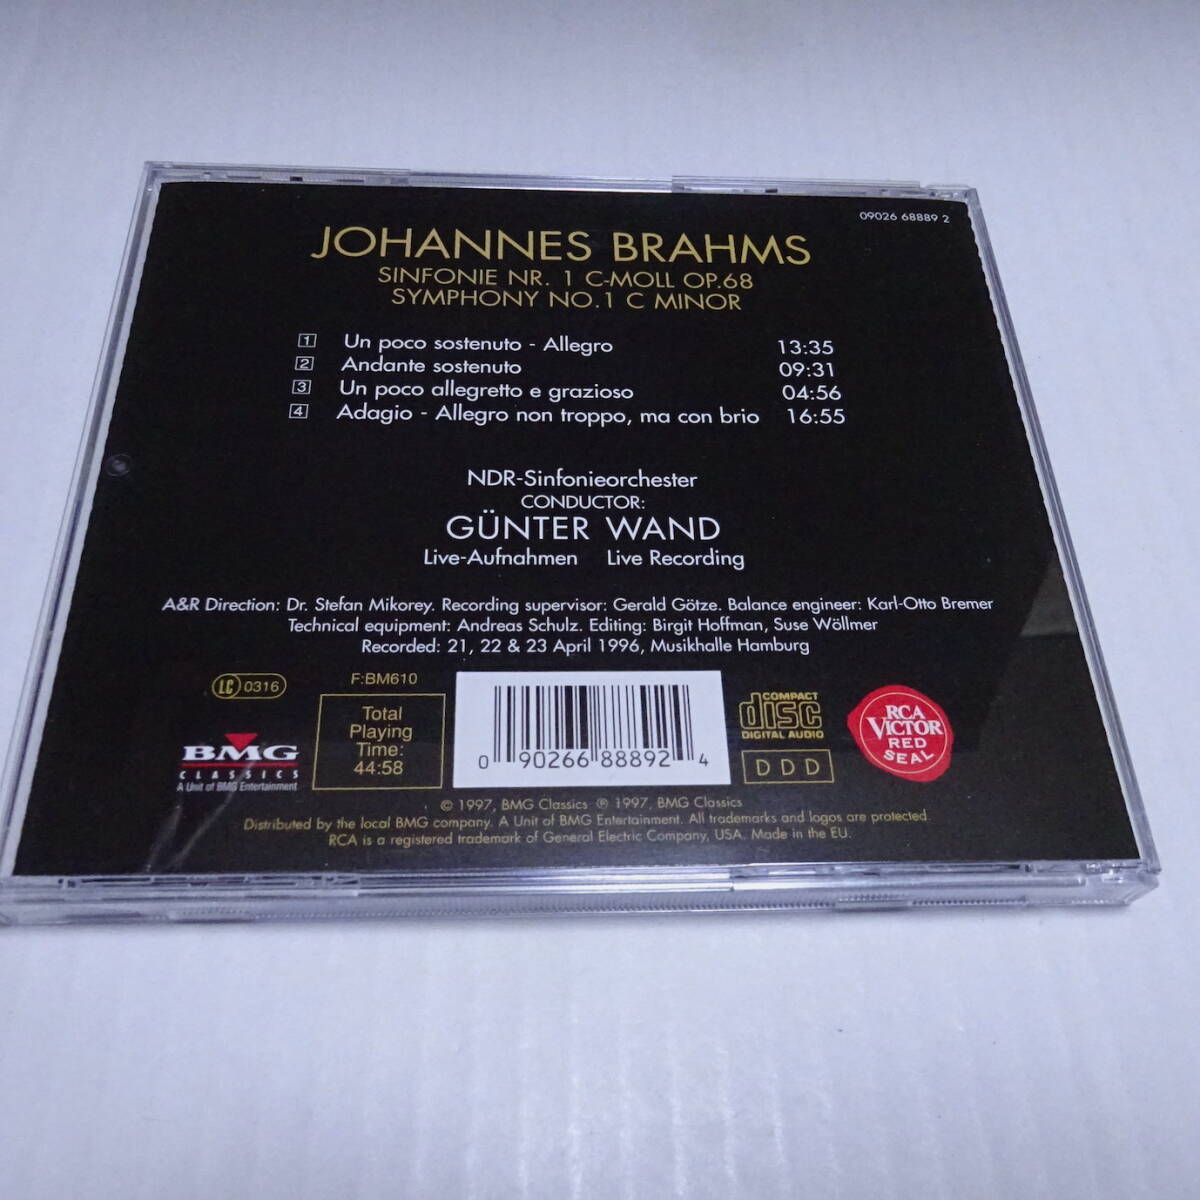 09026 68889 2
JOHANNES BRAHMS
SINFONIE NR. 1 C-MOLL OP.68
SYMPHONY NO.1 C MINOR
1 Un poco sostenuto - Allegro 13:35
2 Andante sostenuto 09:31
3 Un poco allegretto e grazioso 04:56
4 Adagio - Allegro non troppo, ma con brio 16:55
NDR-Sinfonieorchester
CONDUCTOR:
GÜNTER WAND
Live-Aufnahmen Live Recording
A&R Direction: Dr. Stefan Mikorey. Recording supervisor: Gerald Götze. Balance engineer: Karl-Otto Bremer
Technical equipment: Andreas Schulz. Editing: Birgit Hoffman, Suse Wöllmer
Recorded: 21, 22 & 23 April 1996, Musikhalle Hamburg
LC 0316
BMG
CLASSICS
A Unit of BMG Entertainment
F:BM610
Total
Playing
Time:
44:58
0 90266 88892 4
COMPACT
disc
DIGITAL AUDIO
DDD
RCA
VICTOR
RED
SEAL
© 1997, BMG Classics ℗ 1997, BMG Classics
Distributed by the local BMG company. A Unit of BMG Entertainment. All trademarks and logos are protected.
RCA is a registered trademark of General Electric Company, USA. Made in the EU.